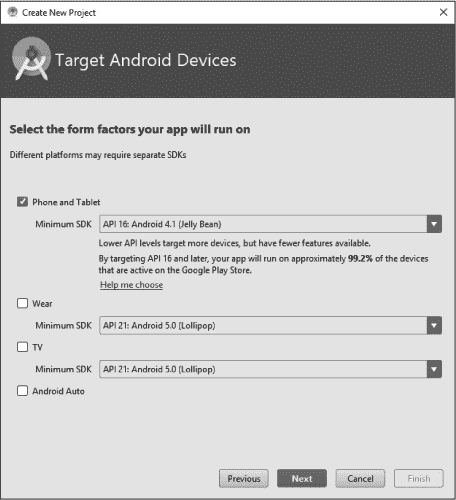 Create New Project
Target Android Devices
Select the form factors your app will run on
Different platforms may require separate SDKs
Phone and Tablet
Minimum SDK API 16: Android 4.1 (Jelly Bean)
Lower API levels target more devices, but have fewer features available.
By targeting API 16 and later, your app will run on approximately 99.2% of the devices
that are active on the Google Play Store.
Help me choose
Wear
Minimum SDK API 21: Android 5.0 (Lollipop)
TV
Minimum SDK API 21: Android 5.0 (Lollipop)
Android Auto
Previous Next Cancel Finish